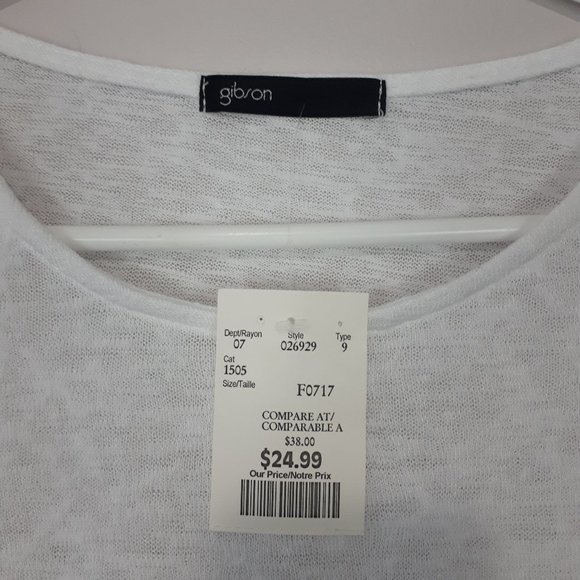 gibson
Dept/Rayon Style Type
07 026929 9
Cat
1505
Size/Taille
F0717
COMPARE AT/
COMPARABLE A
$38.00
$24.99
Our Price/Notre Prix